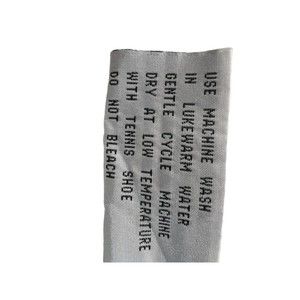 USE MACHINE WASH
IN LUKEWARM WATER
GENTLE CYCLE MACHINE
DRY AT LOW TEMPERATURE
WITH TENNIS SHOE
DO NOT BLEACH